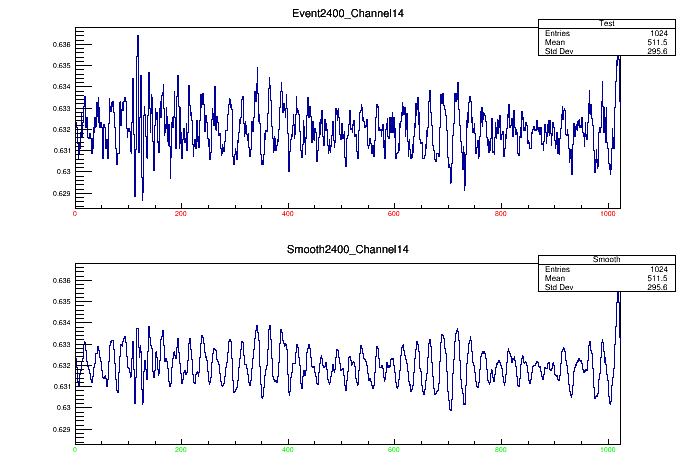 Event2400_Channel14
Test
Entries 1024
Mean 511.5
Std Dev 295.6
0.636
0.635
0.634
0.633
0.632
0.631
0.63
0.629
0 200 400 600 800 1000
Smooth2400_Channel14
Smooth
Entries 1024
Mean 511.5
Std Dev 295.6
0.636
0.635
0.634
0.633
0.632
0.631
0.63
0.629
0 200 400 600 800 1000